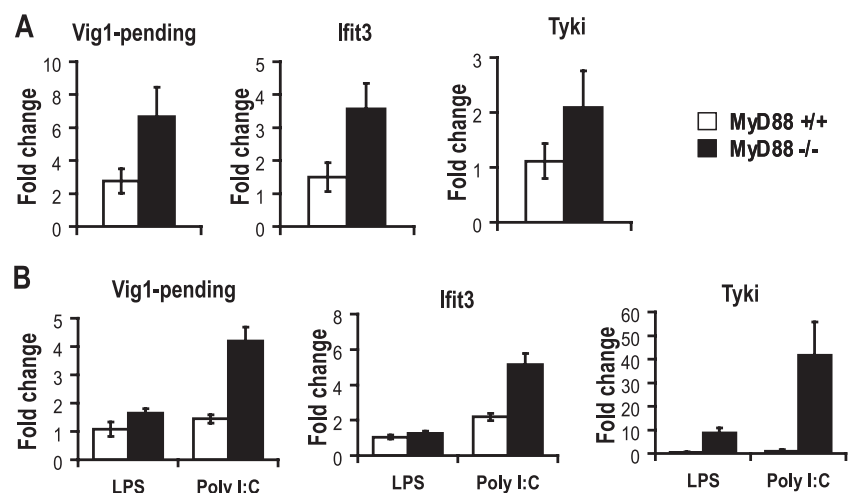 A
Vig1-pending
Fold change
10
8
6
4
2
0
Ifit3
Fold change
5
4
3
2
1
0
Tyki
Fold change
3
2
1
0
MyD88 +/+
MyD88 -/-
B
Vig1-pending
Fold change
5
4
3
2
1
0
LPS Poly I:C
Ifit3
Fold change
8
6
4
2
0
LPS Poly I:C
Tyki
Fold change
60
50
40
30
20
10
0
LPS Poly I:C